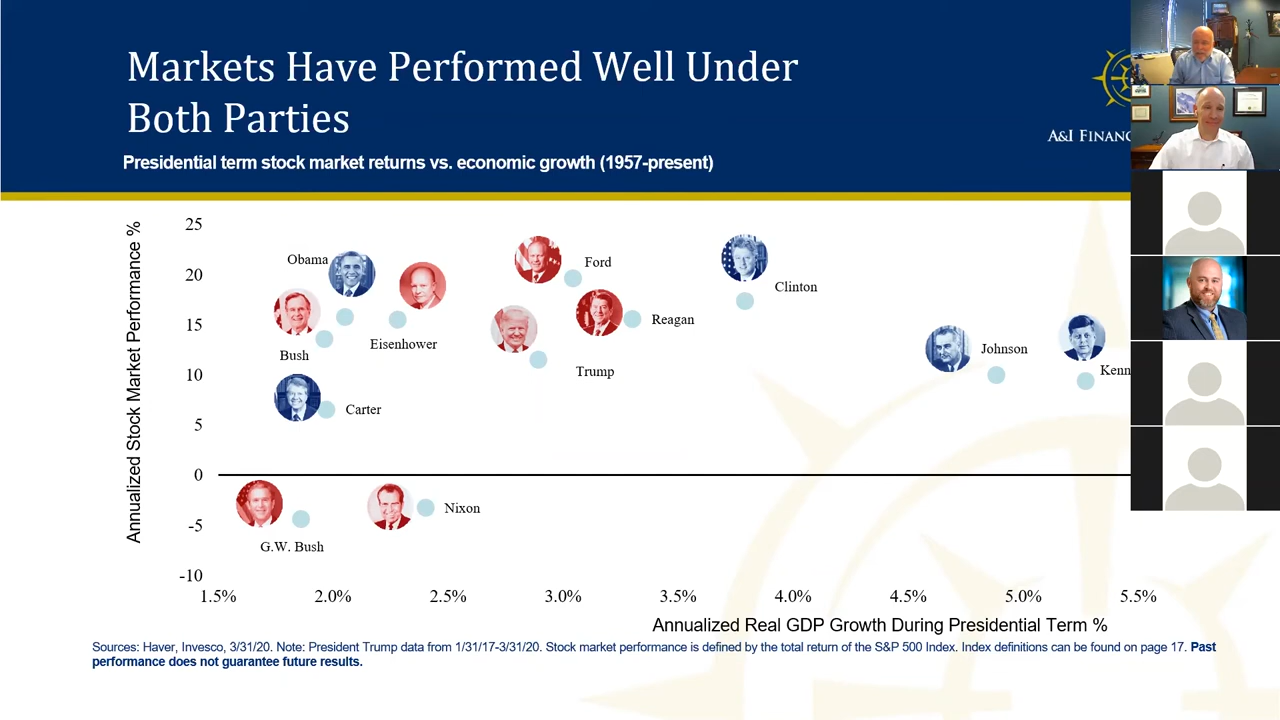 Markets Have Performed Well Under
Both Parties
Presidential term stock market returns vs. economic growth (1957-present)
A&I FINANC
Annualized Stock Market Performance %
25
20
15
10
5
0
-5
-10
Obama
Ford
Clinton
Bush
Eisenhower
Reagan
Trump
Johnson
Kenn
Carter
Nixon
G.W. Bush
1.5% 2.0% 2.5% 3.0% 3.5% 4.0% 4.5% 5.0% 5.5%
Annualized Real GDP Growth During Presidential Term %
Sources: Haver, Invesco, 3/31/20. Note: President Trump data from 1/31/17-3/31/20. Stock market performance is defined by the total return of the S&P 500 Index. Index definitions can be found on page 17. Past
performance does not guarantee future results.